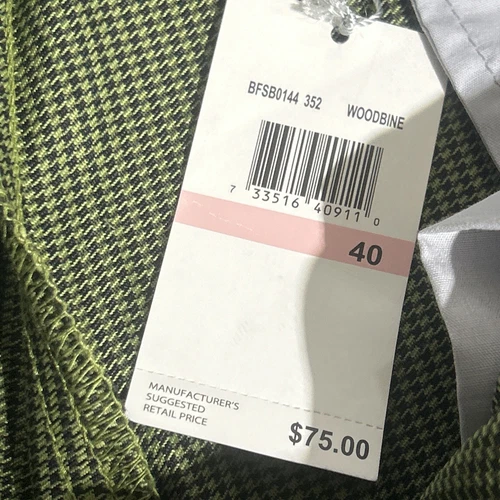 BFSB0144 352 WOODBINE
7 33516 40911 0
40
MANUFACTURER'S
SUGGESTED
RETAIL PRICE
$75.00